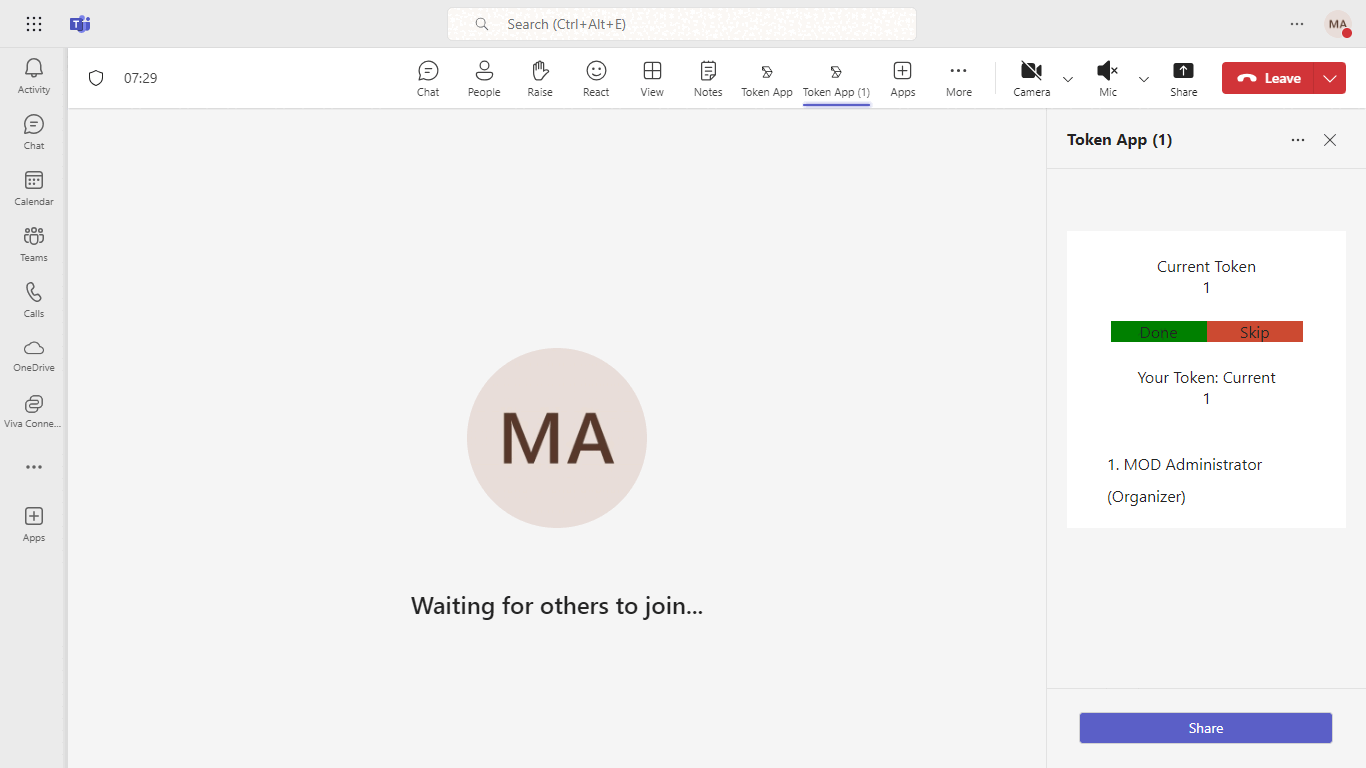 Search (Ctrl+Alt+E)
MA
Activity
Chat
Calendar
Teams
Calls
OneDrive
Viva Conne...
Apps
07:29
Chat
People
Raise
React
View
Notes
Token App
Token App (1)
Apps
More
Camera
Mic
Share
Leave
MA
Waiting for others to join...
Token App (1)
Current Token
1
Done
Skip
Your Token: Current
1
1. MOD Administrator
(Organizer)
Share